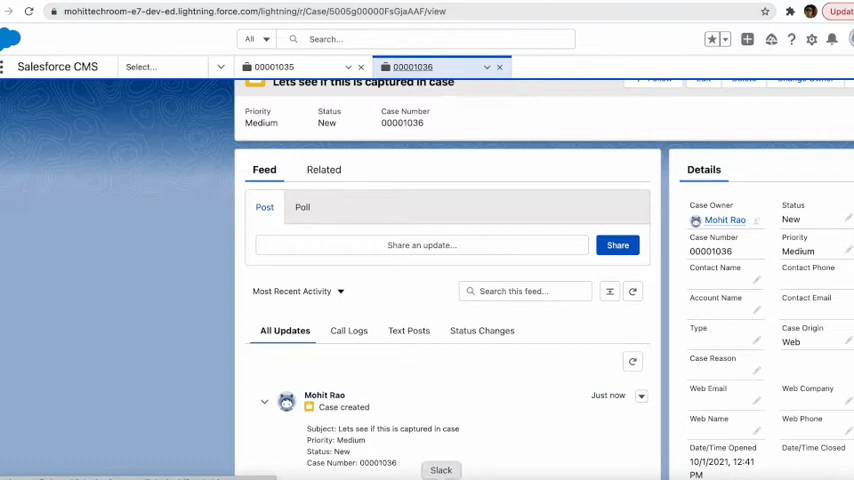 mohittechroom-e7-dev-ed.lightning.force.com/lightning/r/Case/5005g00000FsGjaAAF/view
Updat
All
Search...
Salesforce CMS
Select...
00001035
00001036
Lets see if this is captured in case
Follow
Edit
Delete
Change Owner
Priority
Medium
Status
New
Case Number
00001036
Feed
Related
Post
Poll
Share an update...
Share
Most Recent Activity
Search this feed...
All Updates
Call Logs
Text Posts
Status Changes
Mohit Rao
Case created
Just now
Subject: Lets see if this is captured in case
Priority: Medium
Status: New
Case Number: 00001036
Slack
Details
Case Owner
Mohit Rao
Status
New
Case Number
00001036
Priority
Medium
Contact Name
Contact Phone
Account Name
Contact Email
Type
Case Origin
Web
Case Reason
Web Email
Web Company
Web Name
Web Phone
Date/Time Opened
10/1/2021, 12:41
PM
Date/Time Closed